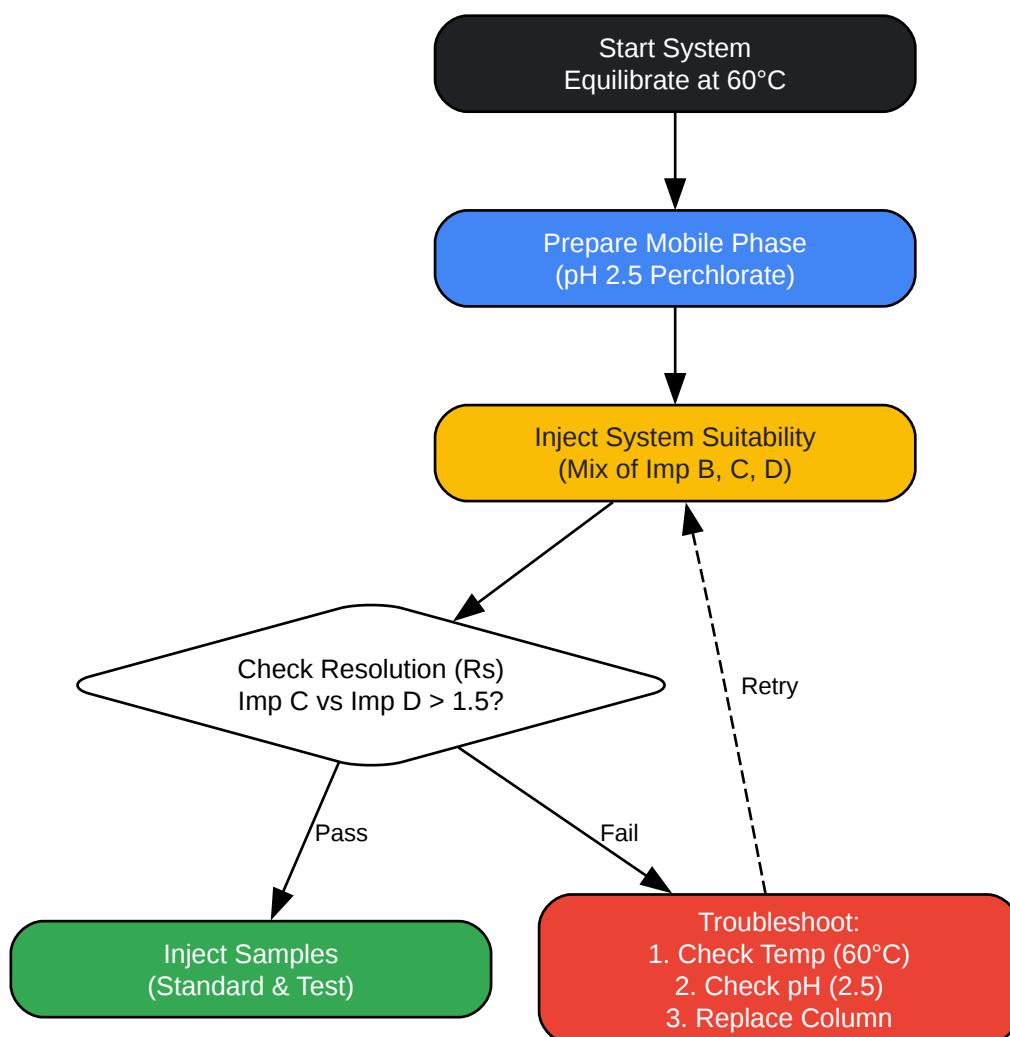 Start System
Equilibrate at 60°C
Prepare Mobile Phase
(pH 2.5 Perchlorate)
Inject System Suitability
(Mix of Imp B, C, D)
Check Resolution (Rs)
Imp C vs Imp D > 1.5?
Retry
Pass
Fail
Inject Samples
(Standard & Test)
Troubleshoot:
1. Check Temp (60°C)
2. Check pH (2.5)
3. Replace Column